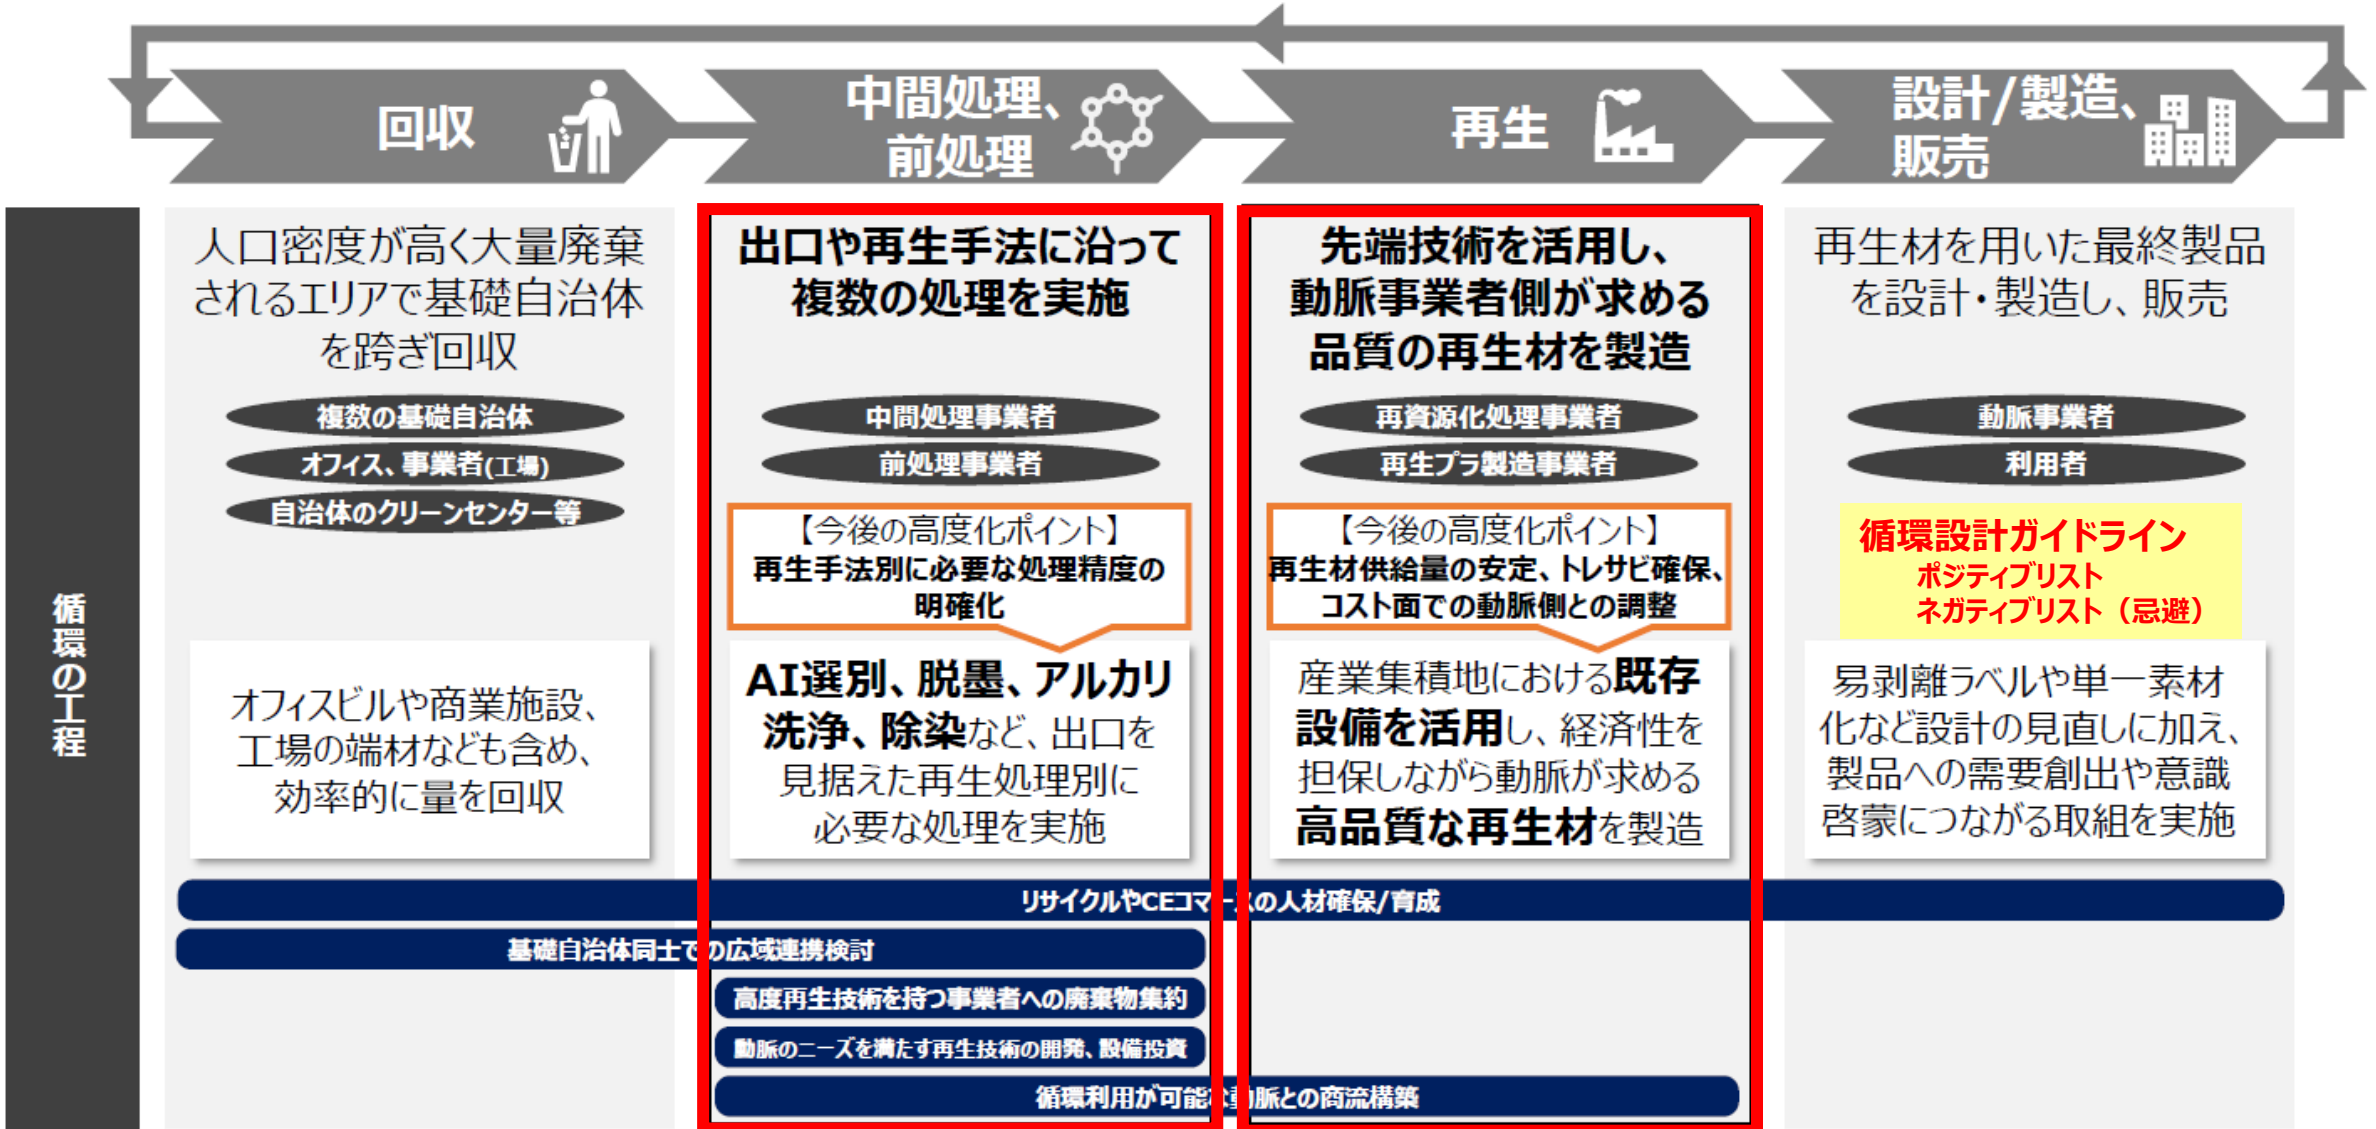 回収
中間処理、
前処理
再生
設計/製造、
販売
循環の工程
人口密度が高く大量廃棄
されるエリアで基礎自治体
を跨ぎ回収
複数の基礎自治体
オフィス、事業者(工場)
自治体のクリーンセンター等
オフィスビルや商業施設、
工場の端材なども含め、
効率的に量を回収
出口や再生手法に沿って
複数の処理を実施
中間処理事業者
前処理事業者
【今後の高度化ポイント】
再生手法別に必要な処理精度の
明確化
AI選別、脱墨、アルカリ
洗浄、除染など、出口を
見据えた再生処理別に
必要な処理を実施
先端技術を活用し、
動脈事業者側が求める
品質の再生材を製造
再資源化処理事業者
再生プラ製造事業者
【今後の高度化ポイント】
再生材供給量の安定、トレサビ確保、
コスト面での動脈側との調整
産業集積地における既存
設備を活用し、経済性を
担保しながら動脈が求める
高品質な再生材を製造
再生材を用いた最終製品
を設計・製造し、販売
動脈事業者
利用者
循環設計ガイドライン
ポジティブリスト
ネガティブリスト（忌避）
易剥離ラベルや単一素材
化など設計の見直しに加え、
製品への需要創出や意識
啓蒙につながる取組を実施
リサイクルやCEコマースの人材確保/育成
基礎自治体同士での広域連携検討
高度再生技術を持つ事業者への廃棄物集約
動脈のニーズを満たす再生技術の開発、設備投資
循環利用が可能な動脈との商流構築